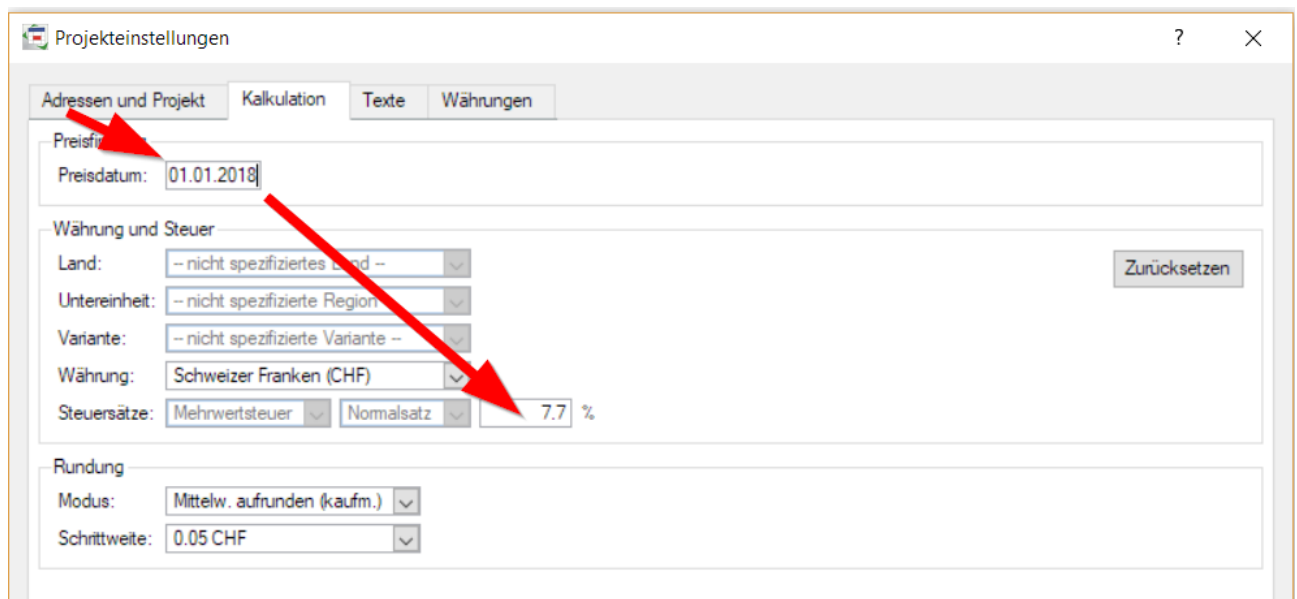 Projekteinstellungen ?
Adressen und Projekt Kalkulation Texte Währungen
Preisdatum: 01.01.2018
Währung und Steuer
Land: -- nicht spezifiziertes Land --
Zurücksetzen
Untereinheit: -- nicht spezifizierte Region
Variante: -- nicht spezifizierte Variante --
Währung: Schweizer Franken (CHF)
Steuersätze: Mehrwertsteuer Normalsatz 7.7 %
Rundung
Modus: Mittelw. aufrunden (kaufm.)
Schrittweite: 0.05 CHF